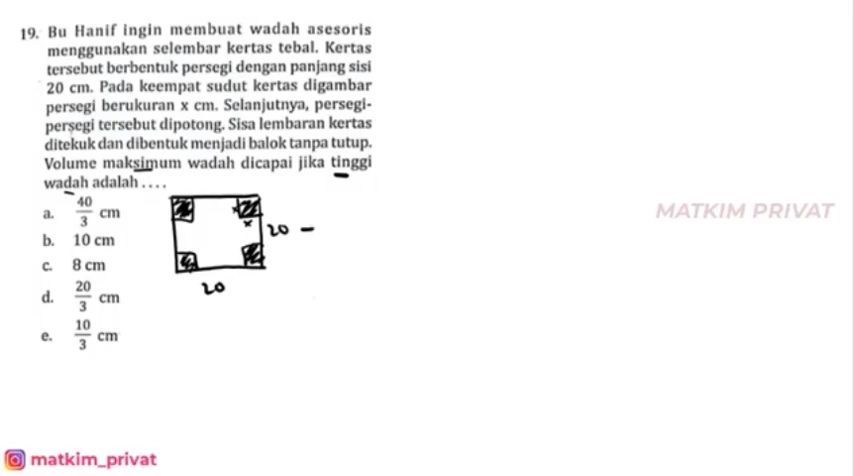 19. Bu Hanif ingin membuat wadah asesoris
menggunakan selembar kertas tebal. Kertas
tersebut berbentuk persegi dengan panjang sisi
20 cm. Pada keempat sudut kertas digambar
persegi berukuran x cm. Selanjutnya, persegi-
persegi tersebut dipotong. Sisa lembaran kertas
ditekuk dan dibentuk menjadi balok tanpa tutup.
Volume maksimum wadah dicapai jika tinggi
wadah adalah ....
a. 40/3 cm
b. 10 cm
c. 8 cm
d. 20/3 cm
e. 10/3 cm
x
x
20 -
20
MATKIM PRIVAT
matkim_privat